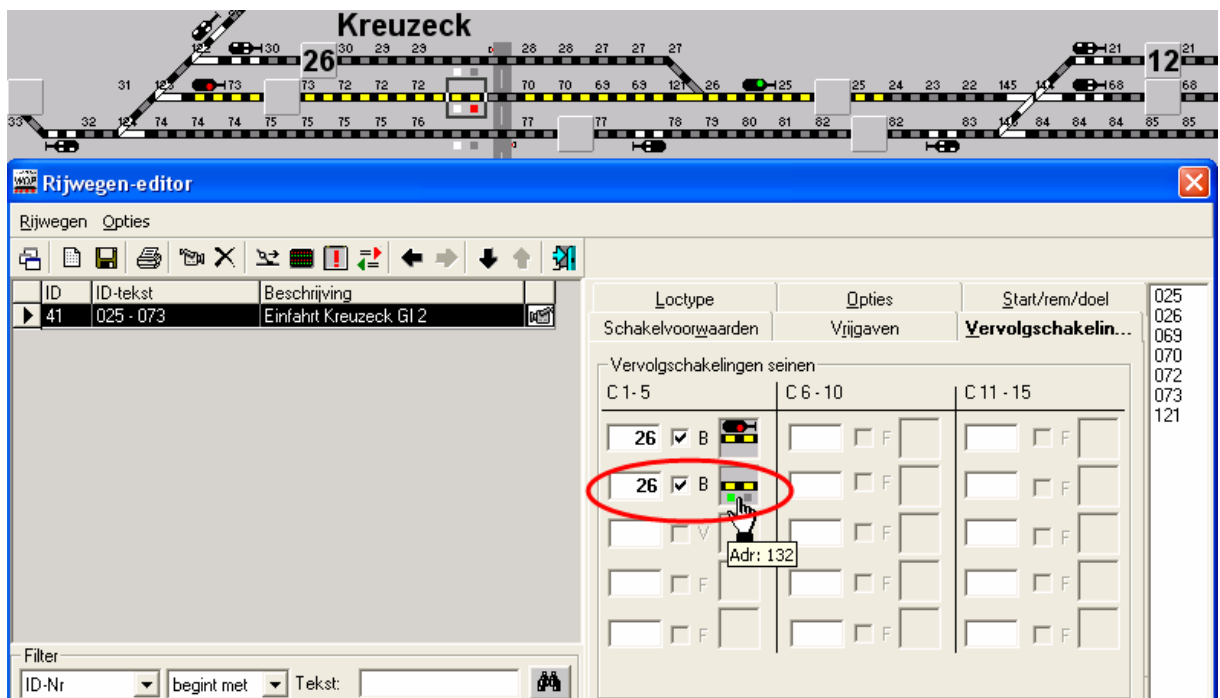 Kreuzeck
122 30 26 30 29 29 28 28 27 27 27 21 12 21
31 123 73 73 72 72 72 70 70 69 69 121 26 25 25 24 23 22 145 144 68 68
33 32 124 74 74 74 75 75 75 75 76 77 77 78 79 80 81 82 82 83 146 84 84 84 85 85
Rijwegen-editor
Rijwegen Opties
ID ID-tekst Beschrijving
41 025 - 073 Einfahrt Kreuzeck Gl 2
Loctype Opties Start/rem/doel
Schakelvoorwaarden Vrijgaven Vervolgschakelin...
025
026
069
070
072
073
121
Vervolgschakelingen seinen
C 1- 5 C 6 - 10 C 11 - 15
26 B F F
26 B F F
V F F
Adr: 132
F F F
F F F
Filter
ID-Nr begint met Tekst: